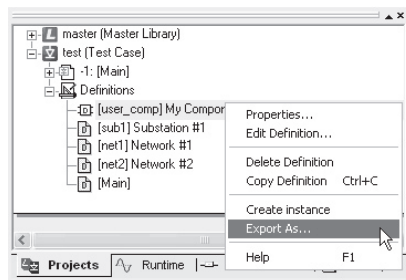 master (Master Library)
test (Test Case)
-1: [Main]
Definitions
[user_comp] My Compor
[sub1] Substation #1
[net1] Network #1
[net2] Network #2
[Main]
Properties...
Edit Definition...
Delete Definition
Copy Definition Ctrl+C
Create instance
Export As...
Help F1
Projects Runtime